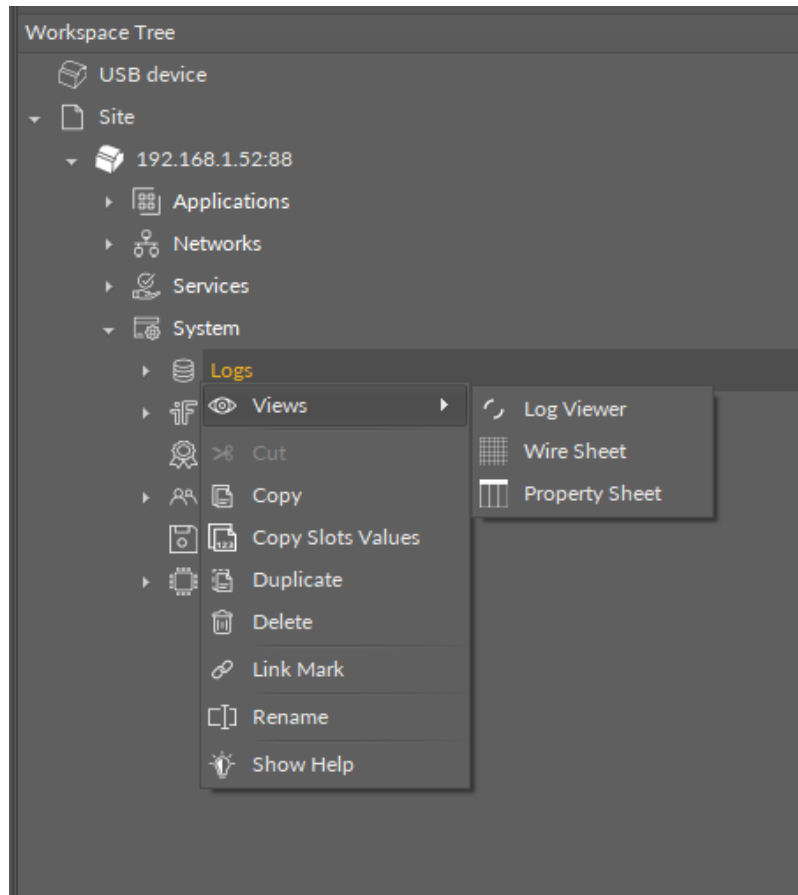 Workspace Tree
USB device
Site
192.168.1.52:88
Applications
Networks
Services
System
Logs
Views
Cut
Copy
Copy Slots Values
Duplicate
Delete
Link Mark
Rename
Show Help
Log Viewer
Wire Sheet
Property Sheet